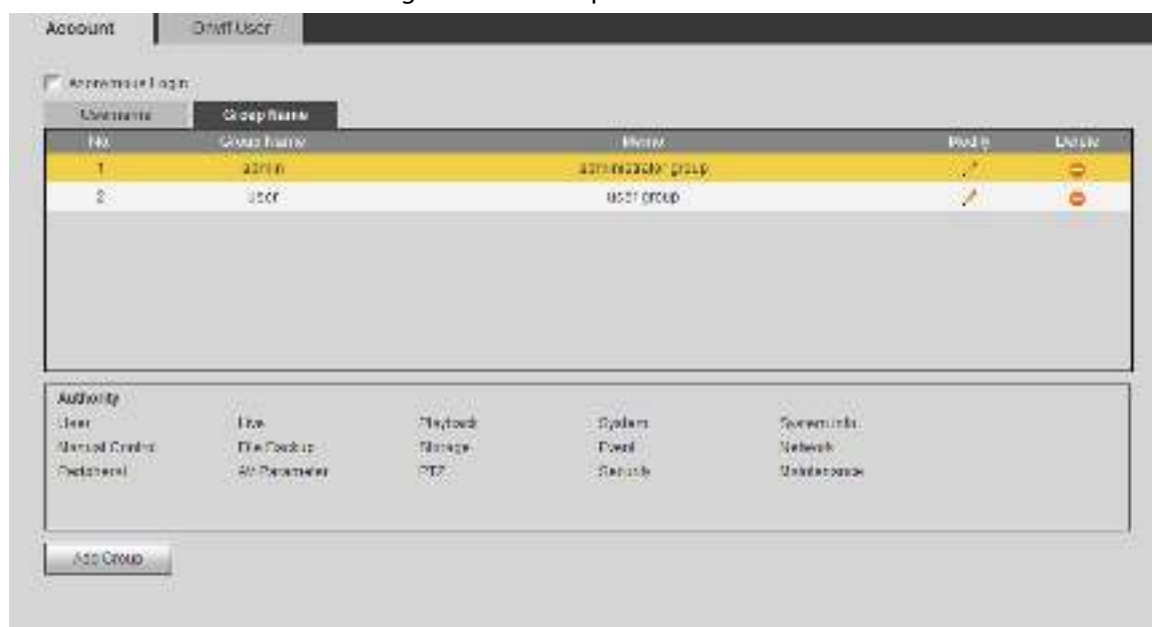 Account Onvif User
Anonymous Login
Username Group Name
No. Group Name Memo Modify Delete
1 admin administrator group
2 user user group
Authority
User Live Playback System System Info
Manual Control File Backup Storage Event Network
Peripheral AV Parameter PTZ Security Maintenance
Add Group